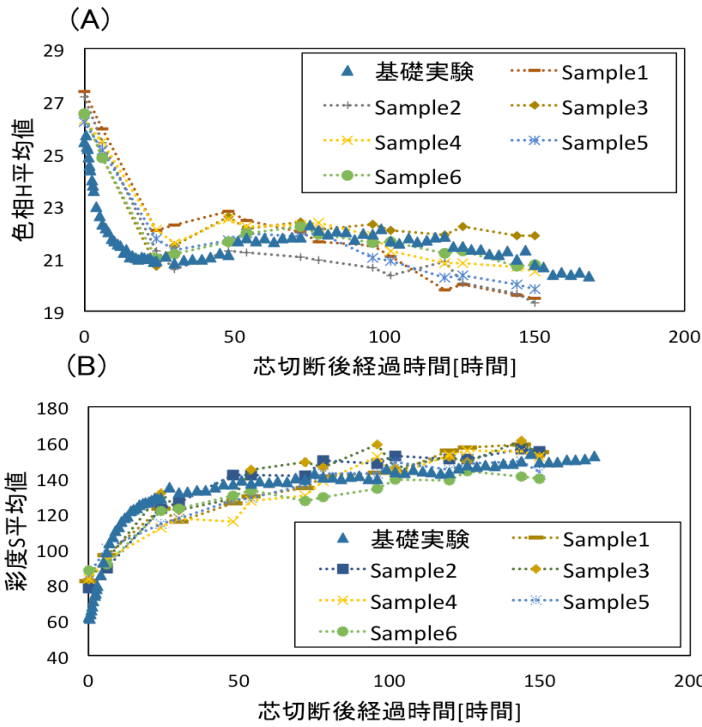 (A)
29
27
25
23
21
19
色相H平均値
基礎実験 Sample1
Sample2 Sample3
Sample4 Sample5
Sample6
0 50 100 150 200
芯切断後経過時間[時間]
(B)
180
160
140
120
100
80
60
40
彩度S平均値
基礎実験 Sample1
Sample2 Sample3
Sample4 Sample5
Sample6
0 50 100 150 200
芯切断後経過時間[時間]